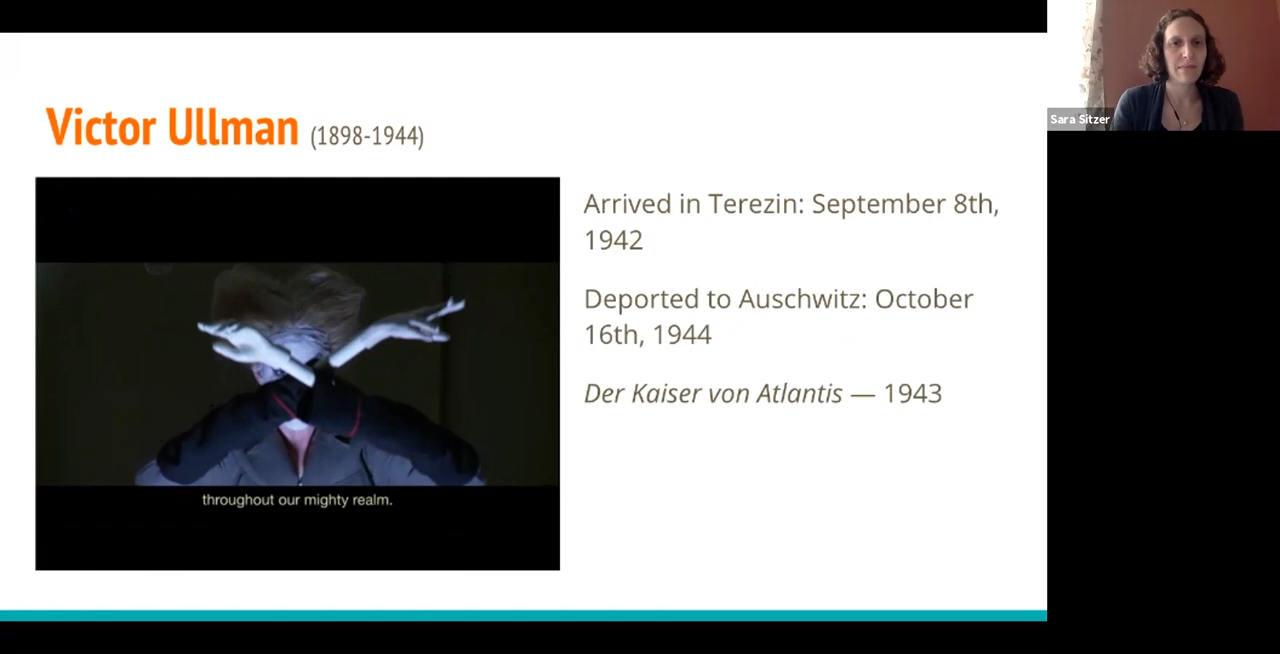 Victor Ullman (1898-1944)
Arrived in Terezin: September 8th,
1942
Deported to Auschwitz: October
16th, 1944
Der Kaiser von Atlantis — 1943
throughout our mighty realm.
Sara Sitzer